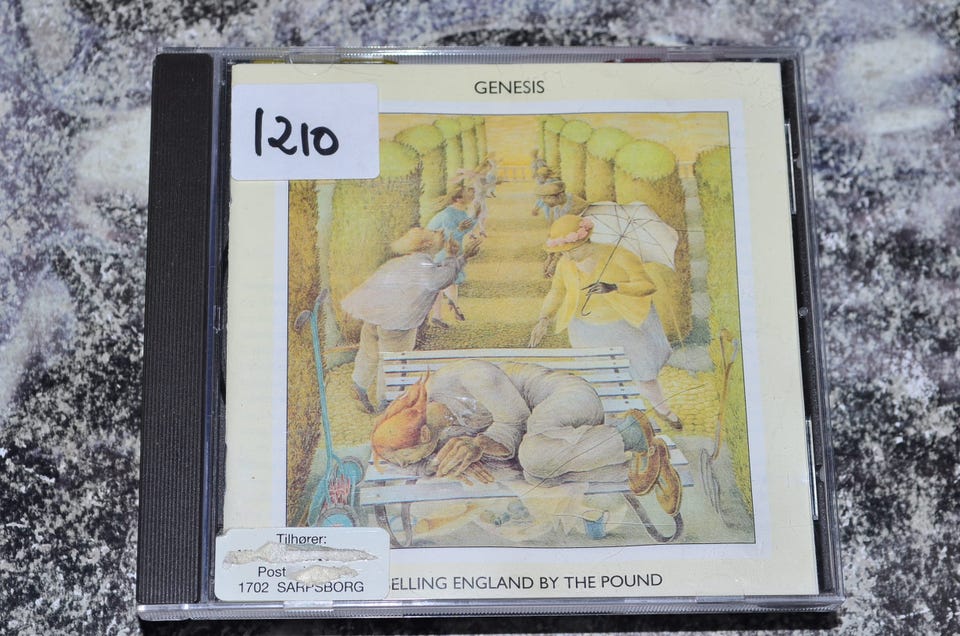 GENESIS
1210
Tilhører:
Post
1702 SARPSBORG
ELLING ENGLAND BY THE POUND